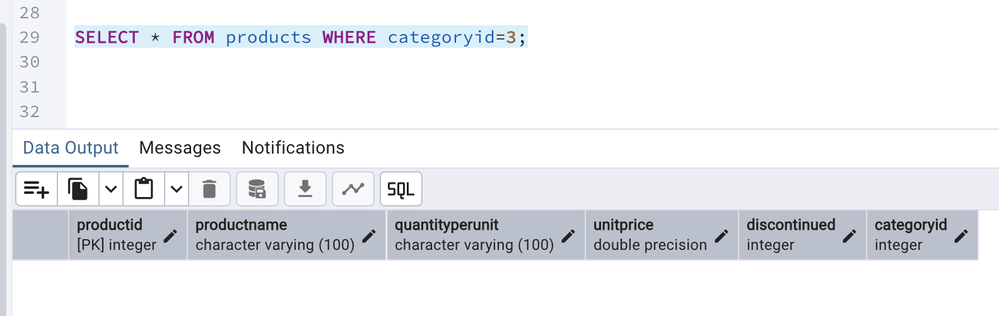 28
29 SELECT * FROM products WHERE categoryid=3;
30
31
32
Data Output Messages Notifications
SQL
productid productname quantityperunit unitprice discontinued categoryid
[PK] integer character varying (100) character varying (100) double precision integer integer